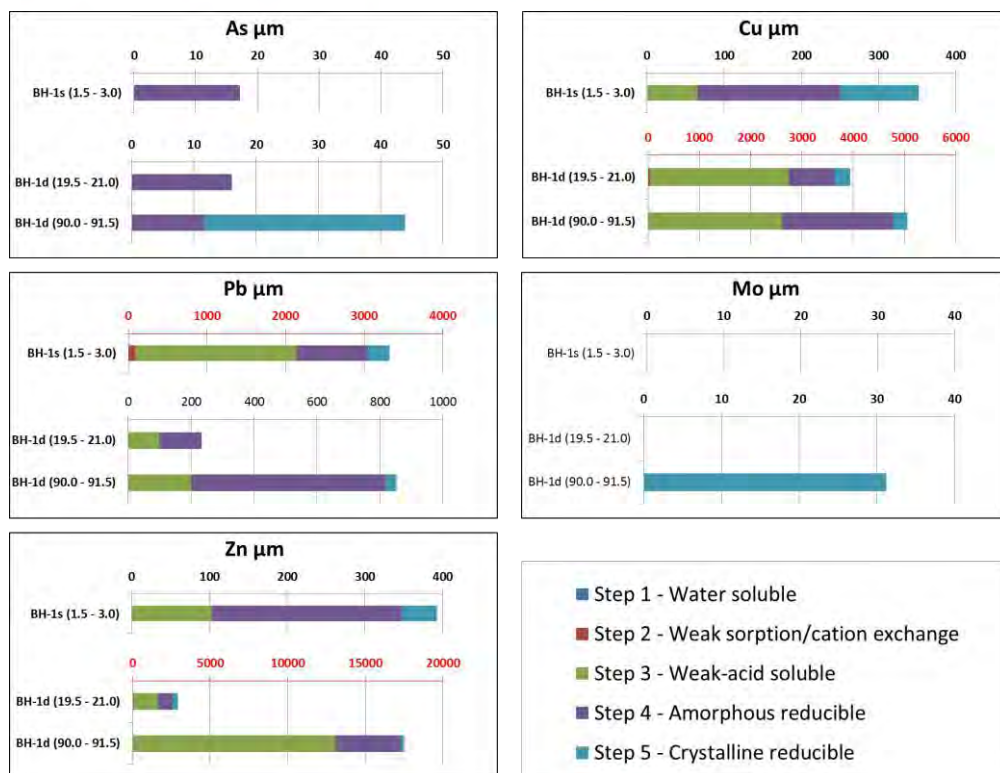 As µm
0 10 20 30 40 50
BH-1s (1.5 - 3.0)
0 10 20 30 40 50
BH-1d (19.5 - 21.0)
BH-1d (90.0 - 91.5)
Cu µm
0 100 200 300 400
BH-1s (1.5 - 3.0)
0 1000 2000 3000 4000 5000 6000
BH-1d (19.5 - 21.0)
BH-1d (90.0 - 91.5)
Pb µm
0 1000 2000 3000 4000
BH-1s (1.5 - 3.0)
0 200 400 600 800 1000
BH-1d (19.5 - 21.0)
BH-1d (90.0 - 91.5)
Mo µm
0 10 20 30 40
BH-1s (1.5 - 3.0)
0 10 20 30 40
BH-1d (19.5 - 21.0)
BH-1d (90.0 - 91.5)
Zn µm
0 100 200 300 400
BH-1s (1.5 - 3.0)
0 5000 10000 15000 20000
BH-1d (19.5 - 21.0)
BH-1d (90.0 - 91.5)
Step 1 - Water soluble
Step 2 - Weak sorption/cation exchange
Step 3 - Weak-acid soluble
Step 4 - Amorphous reducible
Step 5 - Crystalline reducible